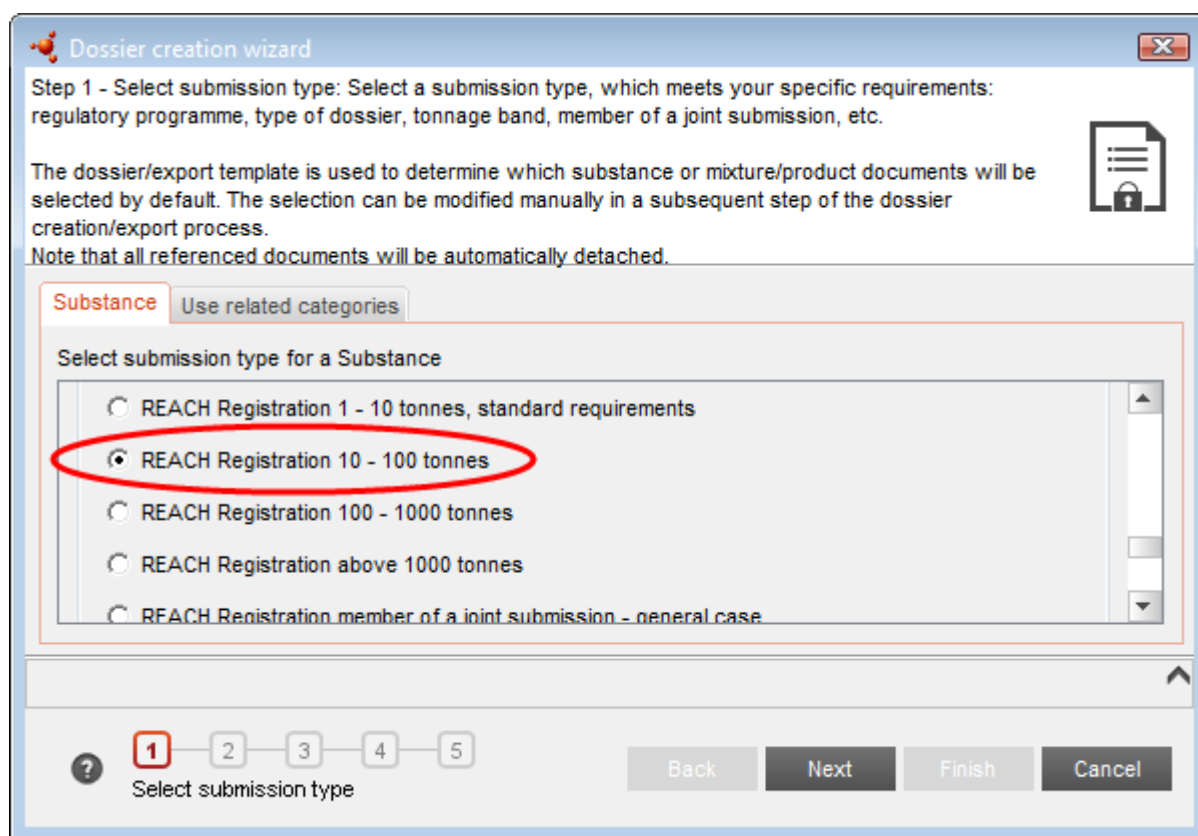 Dossier creation wizard
Step 1 - Select submission type: Select a submission type, which meets your specific requirements:
regulatory programme, type of dossier, tonnage band, member of a joint submission, etc.
The dossier/export template is used to determine which substance or mixture/product documents will be
selected by default. The selection can be modified manually in a subsequent step of the dossier
creation/export process.
Note that all referenced documents will be automatically detached.
Substance Use related categories
Select submission type for a Substance
REACH Registration 1 - 10 tonnes, standard requirements
REACH Registration 10 - 100 tonnes
REACH Registration 100 - 1000 tonnes
REACH Registration above 1000 tonnes
REACH Registration member of a joint submission - general case
? 1 2 3 4 5
Select submission type
Back Next Finish Cancel